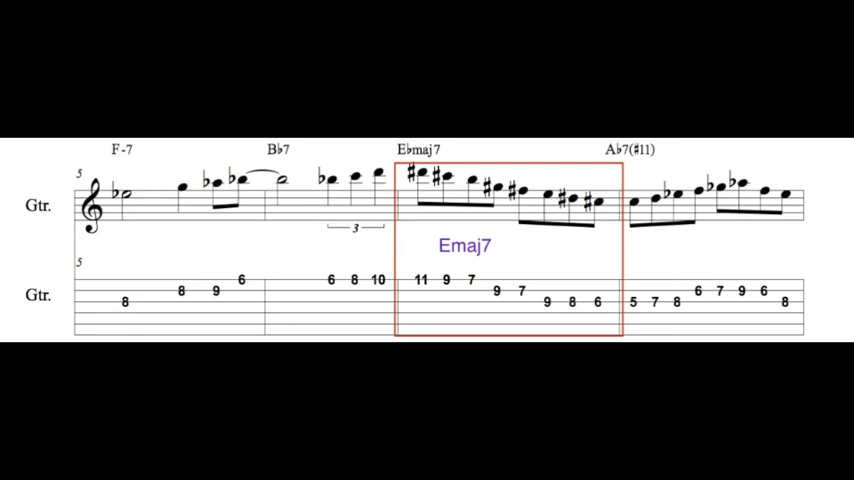 F-7 B♭7 E♭maj7 A♭7(♯11)
5
Gtr.
3
Emaj7
5
Gtr.
8 8 9 6 6 8 10 11 9 7 9 7 9 8 6 5 7 8 6 7 9 6 8